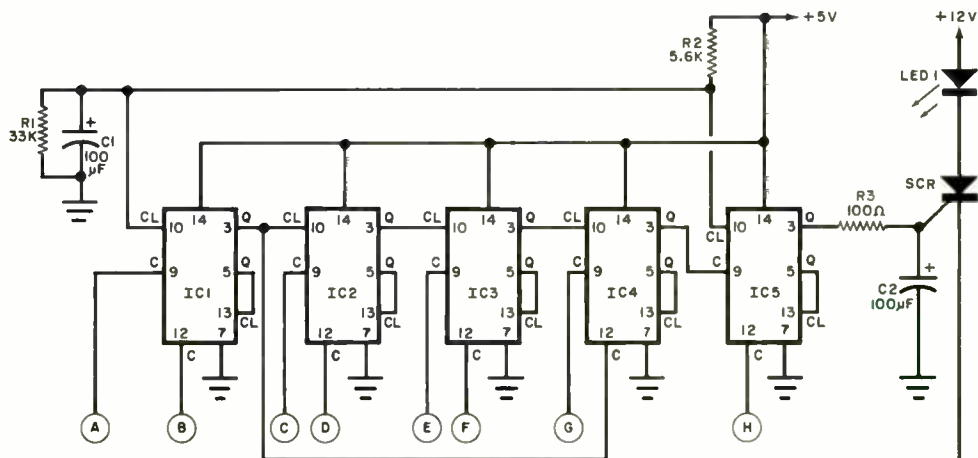 +5V
+12V
R2
5.6K
LED1
R1
33K
+
C1
100
µF
SCR
R3
100Ω
CL
14
Q
CL
14
Q
CL
14
Q
CL
14
Q
CL
14
Q
10
3
10
3
10
3
10
3
10
3
C
9
5
Q
C
9
5
Q
C
9
5
Q
C
9
5
Q
C
9
5
Q
+
C2
100µF
IC1
IC2
IC3
IC4
IC5
13
CL
13
CL
13
CL
13
CL
13
CL
12
7
12
7
12
7
12
7
12
7
C
C
C
C
C
A
B
C
D
E
F
G
H